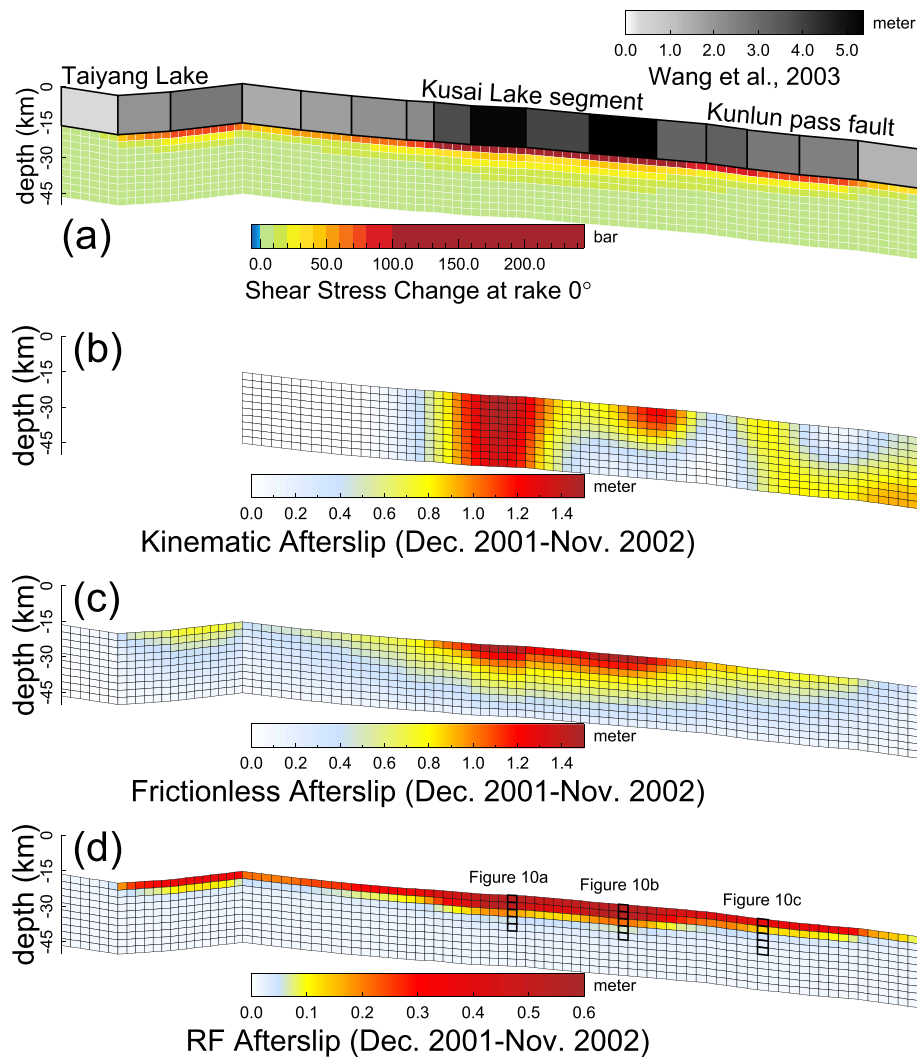 meter
0.0 1.0 2.0 3.0 4.0 5.0
Wang et al., 2003
Taiyang Lake
Kusai Lake segment
Kunlun pass fault
0
-15
-30
-45
depth (km)
(a)
bar
0.0 50.0 100.0 150.0 200.0
Shear Stress Change at rake 0°
(b)
0
-15
-30
-45
depth (km)
meter
0.0 0.2 0.4 0.6 0.8 1.0 1.2 1.4
Kinematic Afterslip (Dec. 2001-Nov. 2002)
(c)
0
-15
-30
-45
depth (km)
meter
0.0 0.2 0.4 0.6 0.8 1.0 1.2 1.4
Frictionless Afterslip (Dec. 2001-Nov. 2002)
(d)
0
-15
-30
-45
depth (km)
Figure 10a
Figure 10b
Figure 10c
meter
0.0 0.1 0.2 0.3 0.4 0.5 0.6
RF Afterslip (Dec. 2001-Nov. 2002)